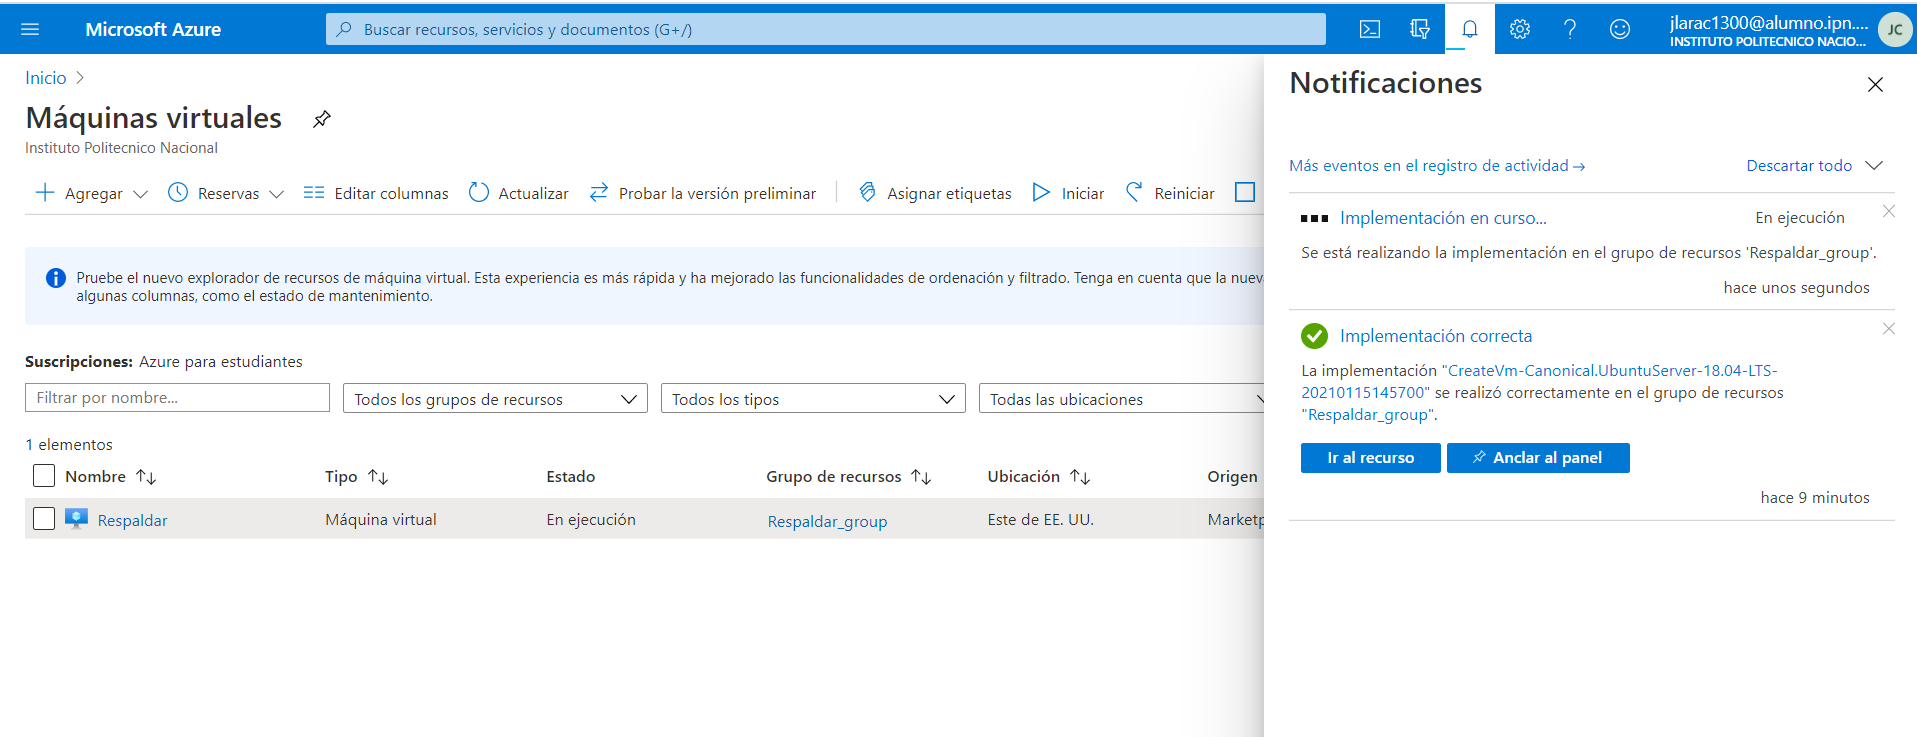 Microsoft Azure
Buscar recursos, servicios y documentos (G+/)
jlarac1300@alumno.ipn....
INSTITUTO POLITECNICO NACIO...
JC
Inicio
Máquinas virtuales
Instituto Politecnico Nacional
Agregar
Reservas
Editar columnas
Actualizar
Probar la versión preliminar
Asignar etiquetas
Iniciar
Reiniciar
Pruebe el nuevo explorador de recursos de máquina virtual. Esta experiencia es más rápida y ha mejorado las funcionalidades de ordenación y filtrado. Tenga en cuenta que la nuev
algunas columnas, como el estado de mantenimiento.
Suscripciones: Azure para estudiantes
Filtrar por nombre...
Todos los grupos de recursos
Todos los tipos
Todas las ubicaciones
1 elementos
Nombre
Tipo
Estado
Grupo de recursos
Ubicación
Origen
Respaldar
Máquina virtual
En ejecución
Respaldar_group
Este de EE. UU.
Marketp
Notificaciones
Más eventos en el registro de actividad →
Descartar todo
Implementación en curso...
En ejecución
Se está realizando la implementación en el grupo de recursos 'Respaldar_group'.
hace unos segundos
Implementación correcta
La implementación "CreateVm-Canonical.UbuntuServer-18.04-LTS-
20210115145700" se realizó correctamente en el grupo de recursos
"Respaldar_group".
Ir al recurso
Anclar al panel
hace 9 minutos